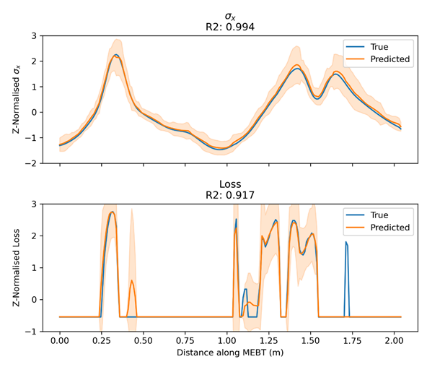 σx
R2: 0.994
3
2
1
0
−1
−2
Z-Normalised σx
True
Predicted
Loss
R2: 0.917
3
2
1
0
−1
Z-Normalised Loss
True
Predicted
0.00 0.25 0.50 0.75 1.00 1.25 1.50 1.75 2.00
Distance along MEBT (m)